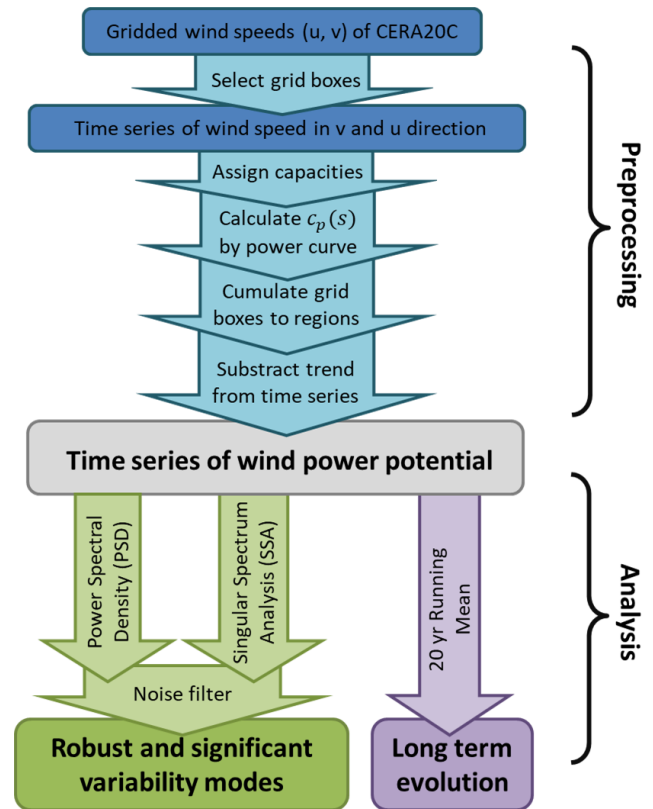 Gridded wind speeds (u, v) of CERA20C
Select grid boxes
Time series of wind speed in v and u direction
Assign capacities
Calculate c_p(s)
by power curve
Cumulate grid
boxes to regions
Substract trend
from time series
Preprocessing
Time series of wind power potential
Power Spectral
Density (PSD)
Singular Spectrum
Analysis (SSA)
20 yr Running
Mean
Analysis
Noise filter
Robust and significant
variability modes
Long term
evolution